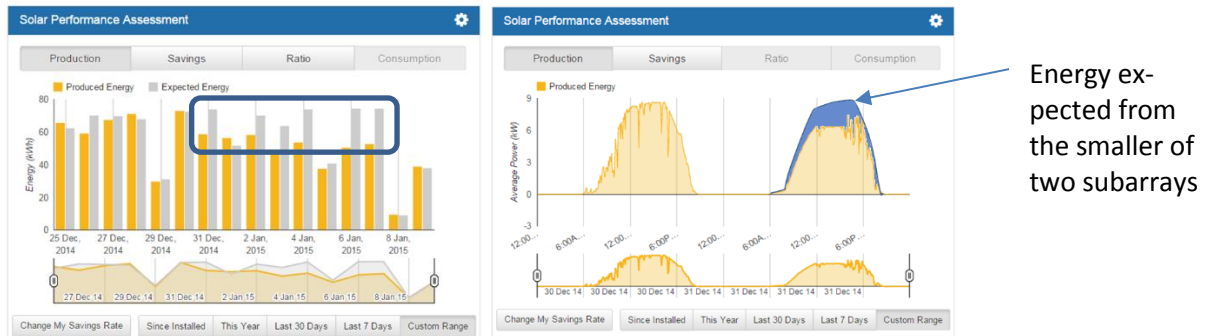 Solar Performance Assessment
Production Savings Ratio Consumption
Produced Energy Expected Energy
80
60
40
20
0
Energy (kWh)
25 Dec, 2014 27 Dec, 2014 29 Dec, 2014 31 Dec, 2014 2 Jan, 2015 4 Jan, 2015 6 Jan, 2015 8 Jan, 2015
27 Dec 14 29 Dec 14 31 Dec 14 2 Jan 15 4 Jan 15 6 Jan 15 8 Jan 15
Change My Savings Rate Since Installed This Year Last 30 Days Last 7 Days Custom Range
Solar Performance Assessment
Production Savings Ratio Consumption
Produced Energy
9
6
3
0
-3
Average Power (kW)
12:00... 6:00A... 12:00... 6:00P... 12:00... 6:00A... 12:00... 6:00P...
30 Dec 14 30 Dec 14 30 Dec 14 31 Dec 14 31 Dec 14 31 Dec 14 31 Dec 14
Change My Savings Rate Since Installed This Year Last 30 Days Last 7 Days Custom Range
Energy ex-
pected from
the smaller of
two subarrays